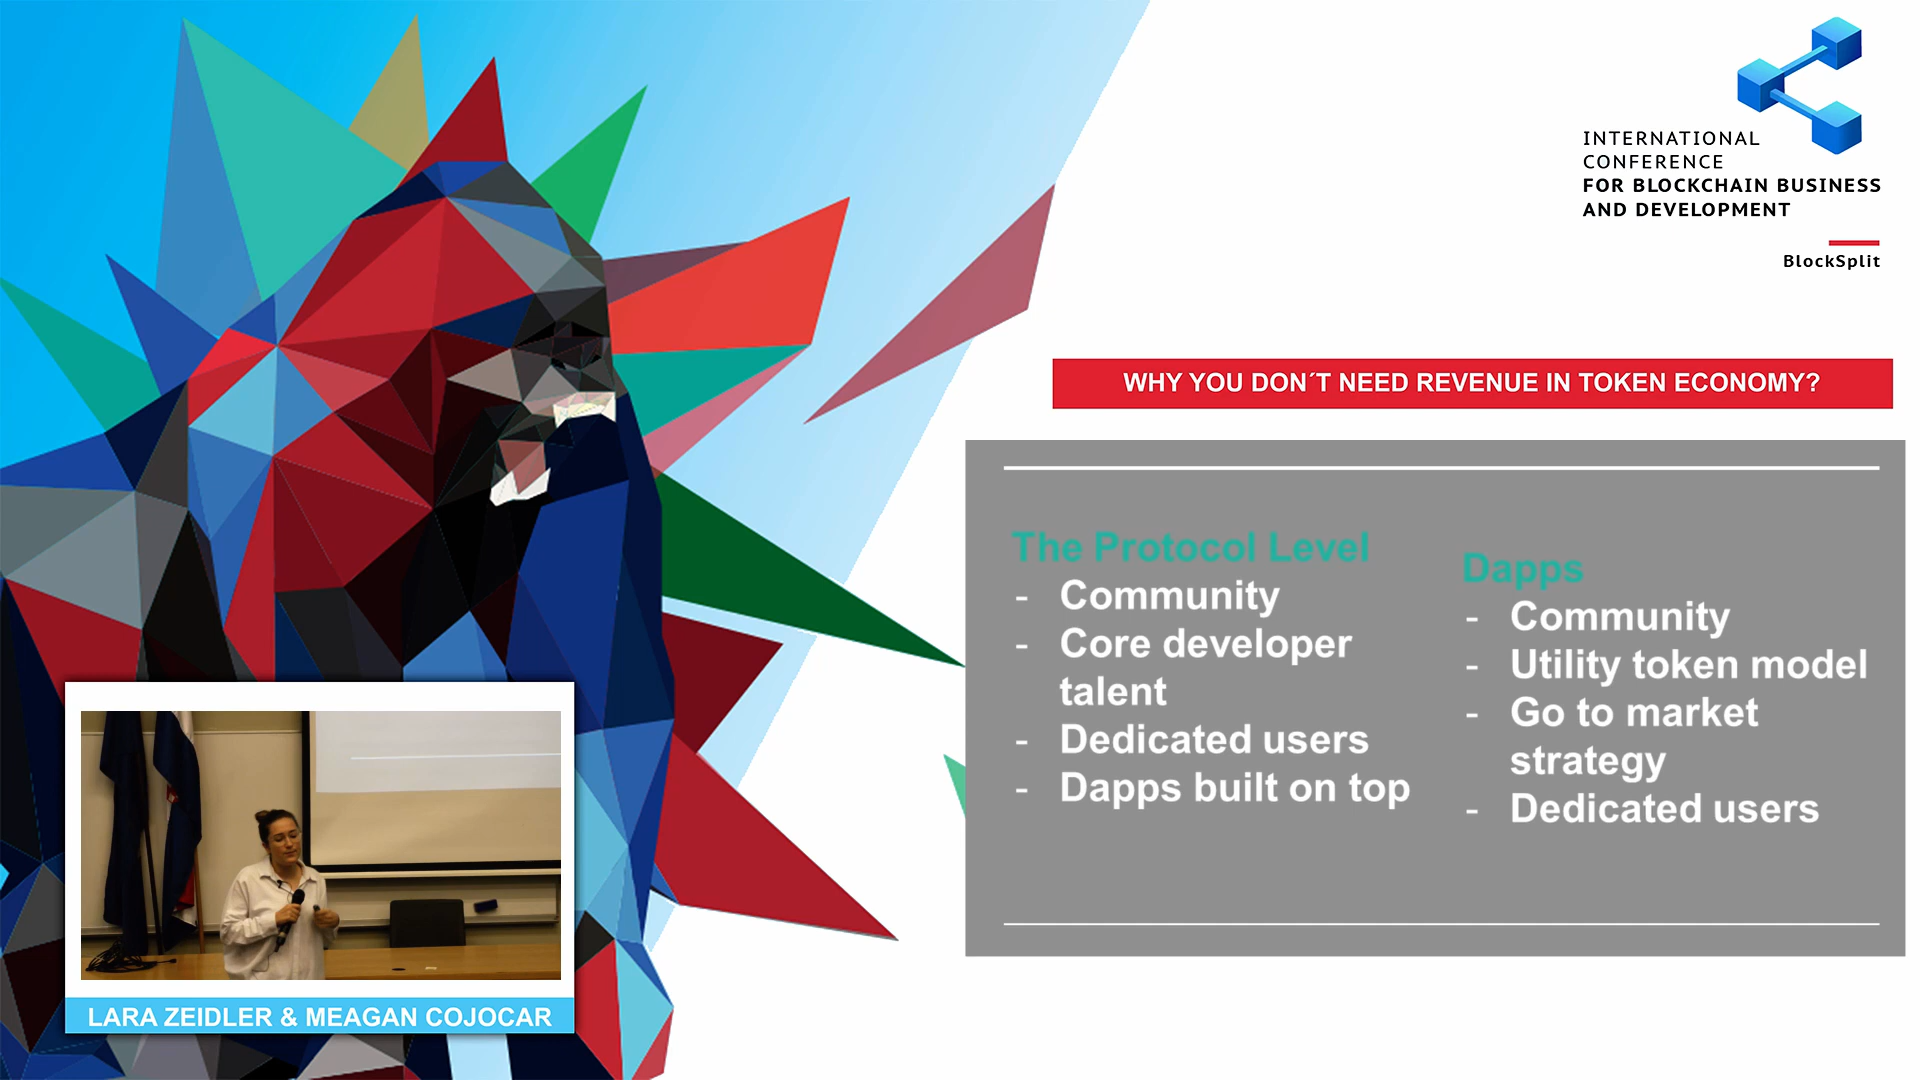 INTERNATIONAL
CONFERENCE
FOR BLOCKCHAIN BUSINESS
AND DEVELOPMENT
BlockSplit
WHY YOU DON´T NEED REVENUE IN TOKEN ECONOMY?
The Protocol Level
- Community
- Core developer
talent
- Dedicated users
- Dapps built on top
Dapps
- Community
- Utility token model
- Go to market
strategy
- Dedicated users
LARA ZEIDLER & MEAGAN COJOCAR